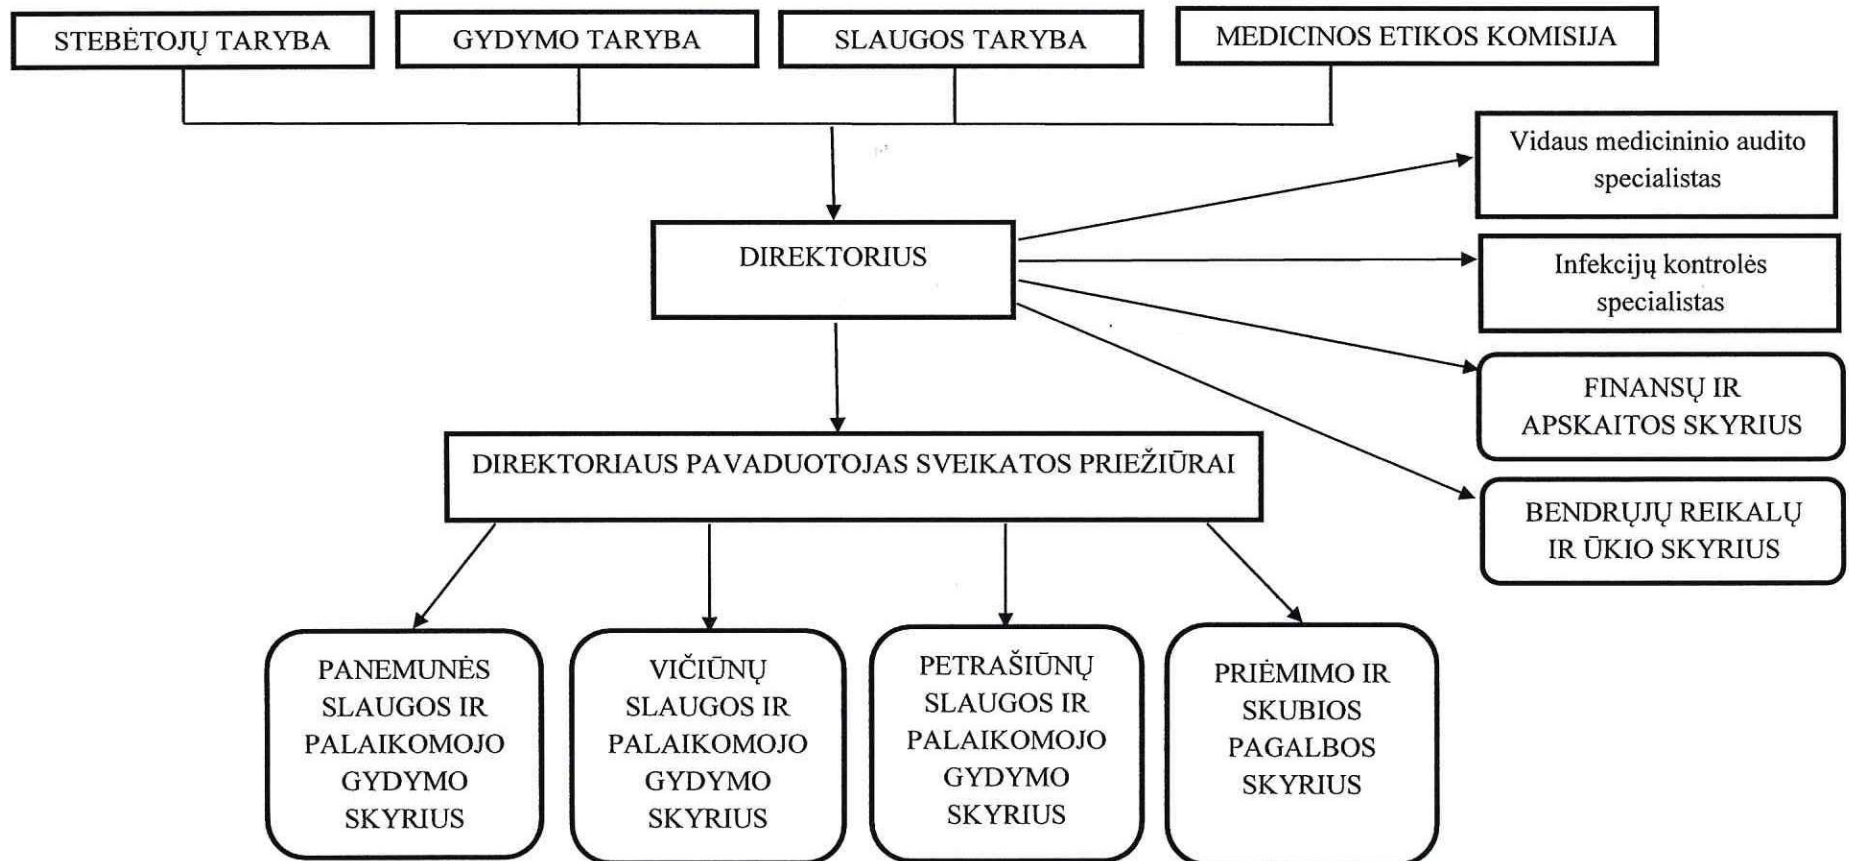 STEBĖTOJŲ TARYBA
GYDYMO TARYBA
SLAUGOS TARYBA
MEDICINOS ETIKOS KOMISIJA
Vidaus medicininio audito
specialistas
DIREKTORIUS
Infekcijų kontrolės
specialistas
FINANSŲ IR
APSKAITOS SKYRIUS
DIREKTORIAUS PAVADUOTOJAS SVEIKATOS PRIEŽIŪRAI
BENDRŲJŲ REIKALŲ
IR ŪKIO SKYRIUS
PANEMUNĖS
SLAUGOS IR
PALAIKOMOJO
GYDYMO
SKYRIUS
VIČIŪNŲ
SLAUGOS IR
PALAIKOMOJO
GYDYMO
SKYRIUS
PETRAŠIŪNŲ
SLAUGOS IR
PALAIKOMOJO
GYDYMO
SKYRIUS
PRIĖMIMO IR
SKUBIOS
PAGALBOS
SKYRIUS